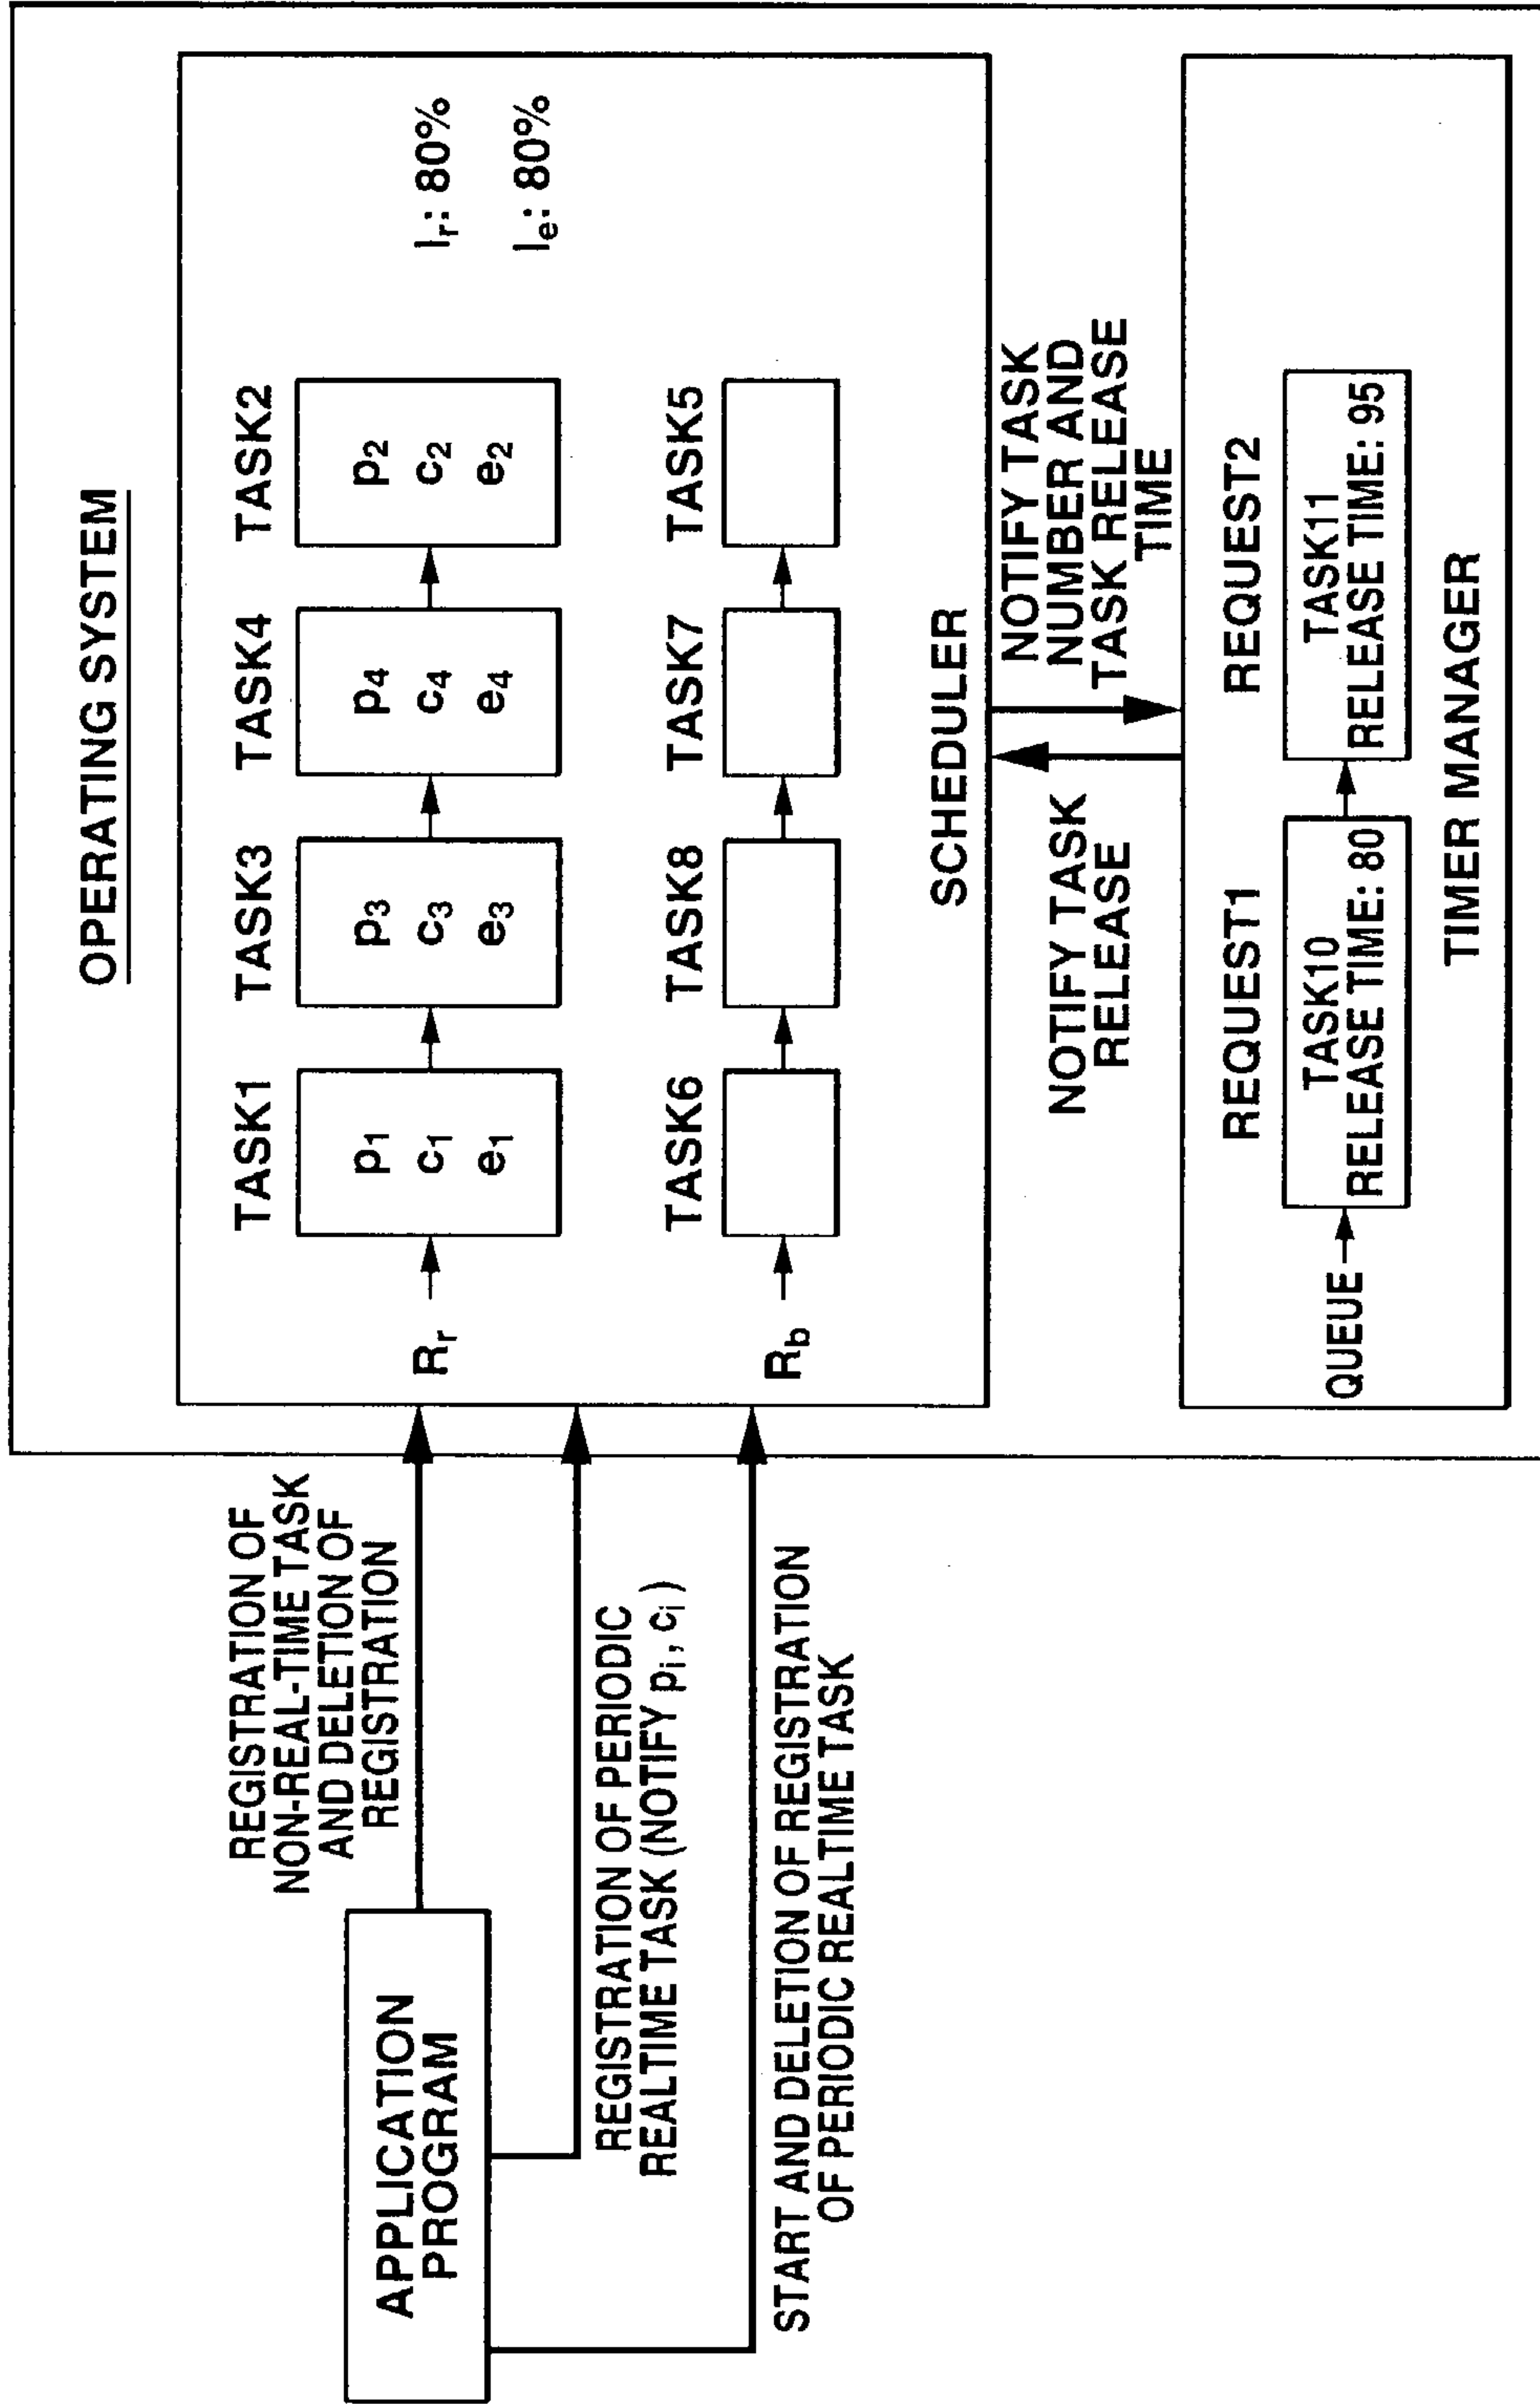 OPERATING SYSTEM
TASK1
TASK3
TASK4
TASK2
p₁
c₁
e₁
p₃
c₃
e₃
p₄
c₄
e₄
p₂
c₂
e₂
Rᵣ
Iᵣ: 80%
Iₑ: 80%
TASK6
TASK8
TASK7
TASK5
R_b
SCHEDULER
REGISTRATION OF
NON-REAL-TIME TASK
AND DELETION OF
REGISTRATION
APPLICATION
PROGRAM
REGISTRATION OF PERIODIC
REALTIME TASK (NOTIFY pᵢ, cᵢ)
START AND DELETION OF REGISTRATION
OF PERIODIC REALTIME TASK
NOTIFY TASK
RELEASE
NOTIFY TASK
NUMBER AND
TASK RELEASE
TIME
REQUEST1
REQUEST2
QUEUE
TASK10
RELEASE TIME: 80
TASK11
RELEASE TIME: 95
TIMER MANAGER